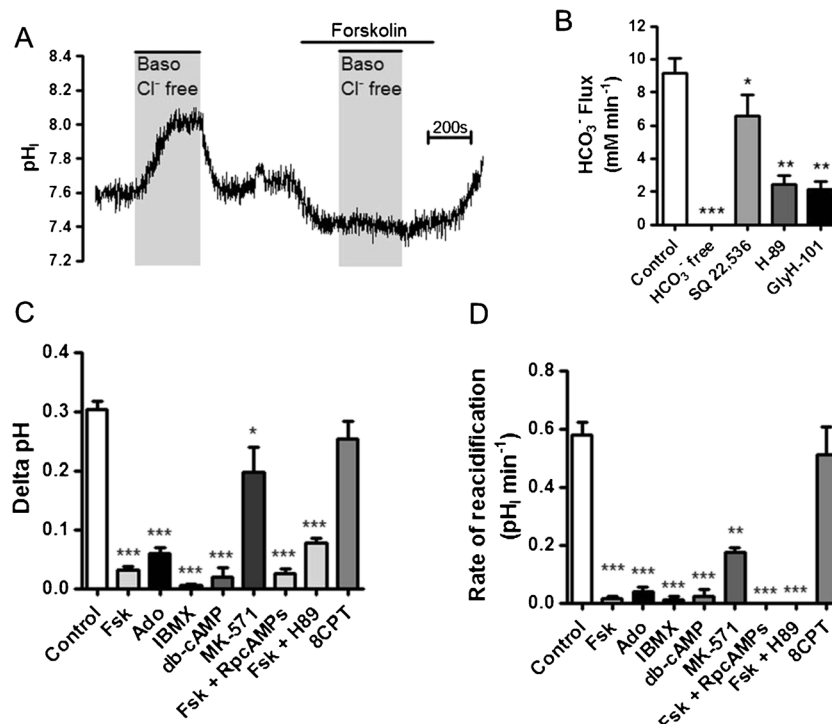 A
Forskolin
8.4
8.2
8.0
7.8
7.6
7.4
7.2
pHi
Baso
Cl⁻ free
Baso
Cl⁻ free
200s
B
12
10
8
6
4
2
0
HCO₃⁻ Flux
(mM min⁻¹)
***
*
**
**
Control
HCO₃⁻ free
SQ 22,536
H-89
GlyH-101
C
0.4
0.3
0.2
0.1
0.0
Delta pH
***
***
***
***
*
***
***
Control
Fsk
Ado
IBMX
db-cAMP
MK-571
Fsk + RpcAMPs
Fsk + H89
8CPT
D
0.8
0.6
0.4
0.2
0.0
Rate of reacidification
(pHi min⁻¹)
***
***
***
***
**
***
***
Control
Fsk
Ado
IBMX
db-cAMP
MK-571
Fsk + RpcAMPs
Fsk + H89
8CPT